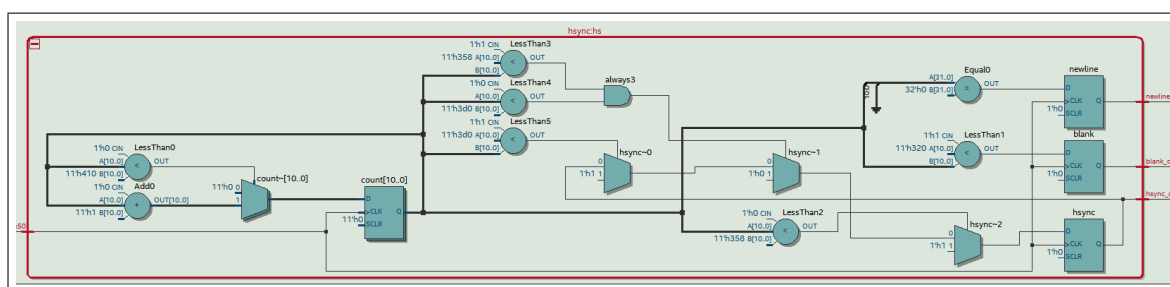 hsync:hs
1'h1 CIN LessThan3
11'h358 A[10..0] < OUT
B[10..0]
1'h0 CIN LessThan4
A[10..0] < OUT
11'h3d0 B[10..0]
1'h1 CIN LessThan5
11'h3d0 A[10..0] < OUT
B[10..0]
always3
hsync~0
0
1'h1 1
hsync~1
0
1'h0 1
1'h0 CIN LessThan2
A[10..0] < OUT
11'h358 B[10..0]
hsync~2
0
1'h1 1
1'h0 CIN LessThan0
A[10..0] < OUT
11'h410 B[10..0]
1'h0 CIN Add0
A[10..0] + OUT[10..0]
11'h1 B[10..0]
count~[10..0]
11'h0 0
1
count[10..0]
D
CLK Q
11'h0 SCLR
Equal0
A[31..0] = OUT
32'h0 B[31..0]
1'h1 CIN LessThan1
11'h320 A[10..0] < OUT
B[10..0]
newline
D
CLK Q
1'h0 SCLR
blank
D
CLK Q
1'h0 SCLR
hsync
D
CLK Q
1'h0 SCLR
newline
blank_o
hsync_o